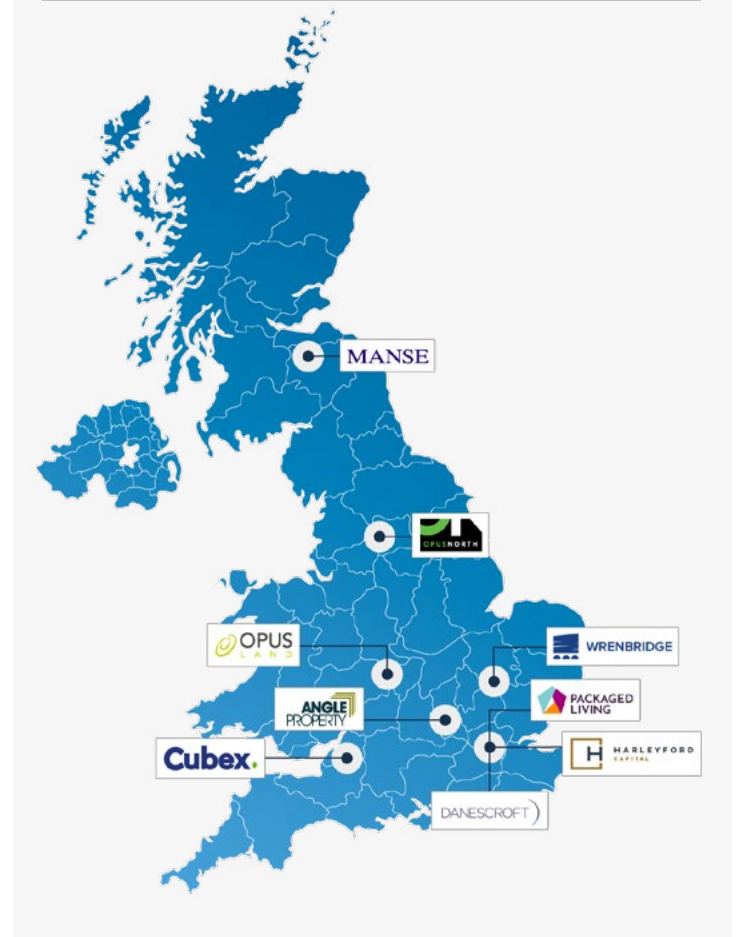 MANSE
OPUSNORTH
OPUS
LAND
WRENBRIDGE
ANGLE
PROPERTY
PACKAGED
LIVING
Cubex.
HARLEYFORD
CAPITAL
DANESCROFT